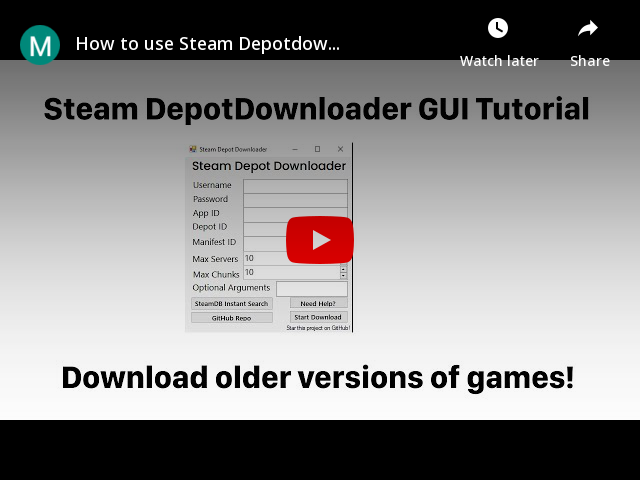 M
How to use Steam Depotdow...
Watch later
Share
Steam DepotDownloader GUI Tutorial
Steam Depot Downloader
Steam Depot Downloader
Username
Password
App ID
Depot ID
Manifest ID
Max Servers 10
Max Chunks 10
Optional Arguments
SteamDB Instant Search
Need Help?
GitHub Repo
Start Download
Star this project on GitHub!
Download older versions of games!